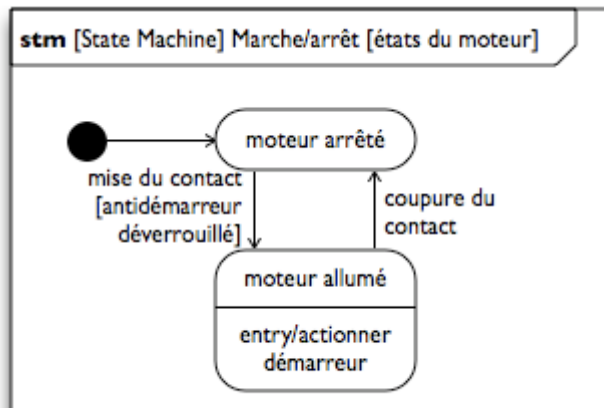 stm [State Machine] Marche/arrêt [états du moteur]
moteur arrêté
mise du contact
[antidémarreur
déverrouillé]
coupure du
contact
moteur allumé
entry/actionner
démarreur